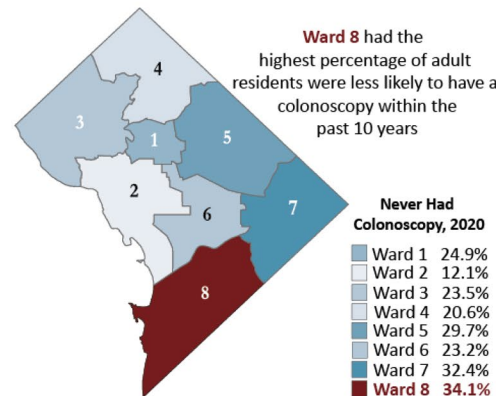 Ward 8 had the
highest percentage of adult
residents were less likely to have a
colonoscopy within the
past 10 years
4
3
1
5
2
6
7
8
Never Had
Colonoscopy, 2020
Ward 1 24.9%
Ward 2 12.1%
Ward 3 23.5%
Ward 4 20.6%
Ward 5 29.7%
Ward 6 23.2%
Ward 7 32.4%
Ward 8 34.1%